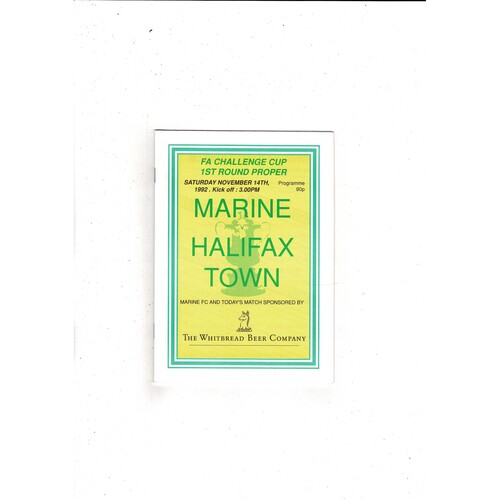 FA CHALLENGE CUP
1ST ROUND PROPER
SATURDAY NOVEMBER 14TH, Programme
1992 . Kick off : 3.00PM 90p
MARINE
HALIFAX
TOWN
MARINE FC AND TODAY'S MATCH SPONSORED BY
THE WHITBREAD BEER COMPANY